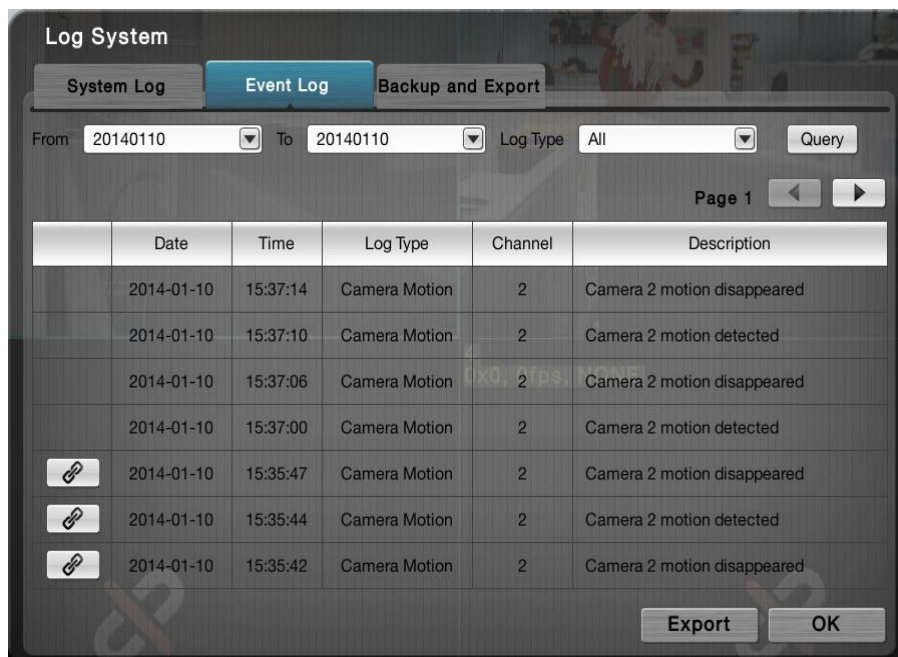 Log System
System Log Event Log Backup and Export
From 20140110 To 20140110 Log Type All Query
Page 1
Date Time Log Type Channel Description
2014-01-10 15:37:14 Camera Motion 2 Camera 2 motion disappeared
2014-01-10 15:37:10 Camera Motion 2 Camera 2 motion detected
0x0, 0fps, NONE
2014-01-10 15:37:06 Camera Motion 2 Camera 2 motion disappeared
2014-01-10 15:37:00 Camera Motion 2 Camera 2 motion detected
2014-01-10 15:35:47 Camera Motion 2 Camera 2 motion disappeared
2014-01-10 15:35:44 Camera Motion 2 Camera 2 motion detected
2014-01-10 15:35:42 Camera Motion 2 Camera 2 motion disappeared
Export OK